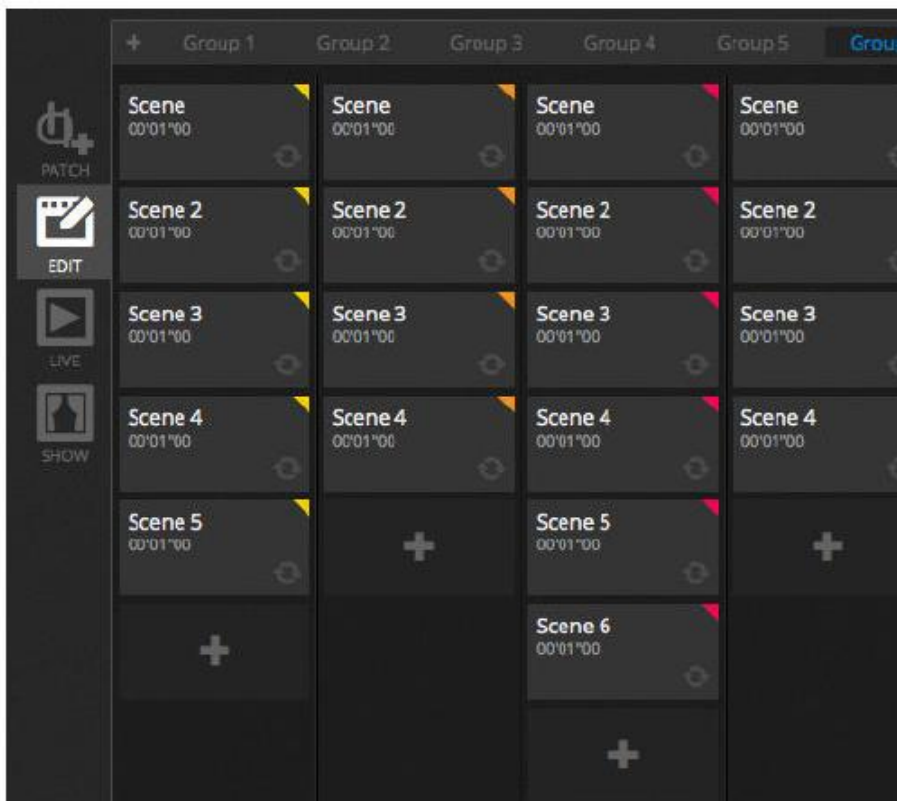 + Group 1 Group 2 Group 3 Group 4 Group 5 Grou
Scene Scene Scene Scene
00'01"00 00'01"00 00'01"00 00'01"00
PATCH
Scene 2 Scene 2 Scene 2 Scene 2
00'01"00 00'01"00 00'01"00 00'01"00
EDIT
Scene 3 Scene 3 Scene 3 Scene 3
00'01"00 00'01"00 00'01"00 00'01"00
LIVE
Scene 4 Scene 4 Scene 4 Scene 4
00'01"00 00'01"00 00'01"00 00'01"00
SHOW
Scene 5 Scene 5
00'01"00 00'01"00
Scene 6
00'01"00